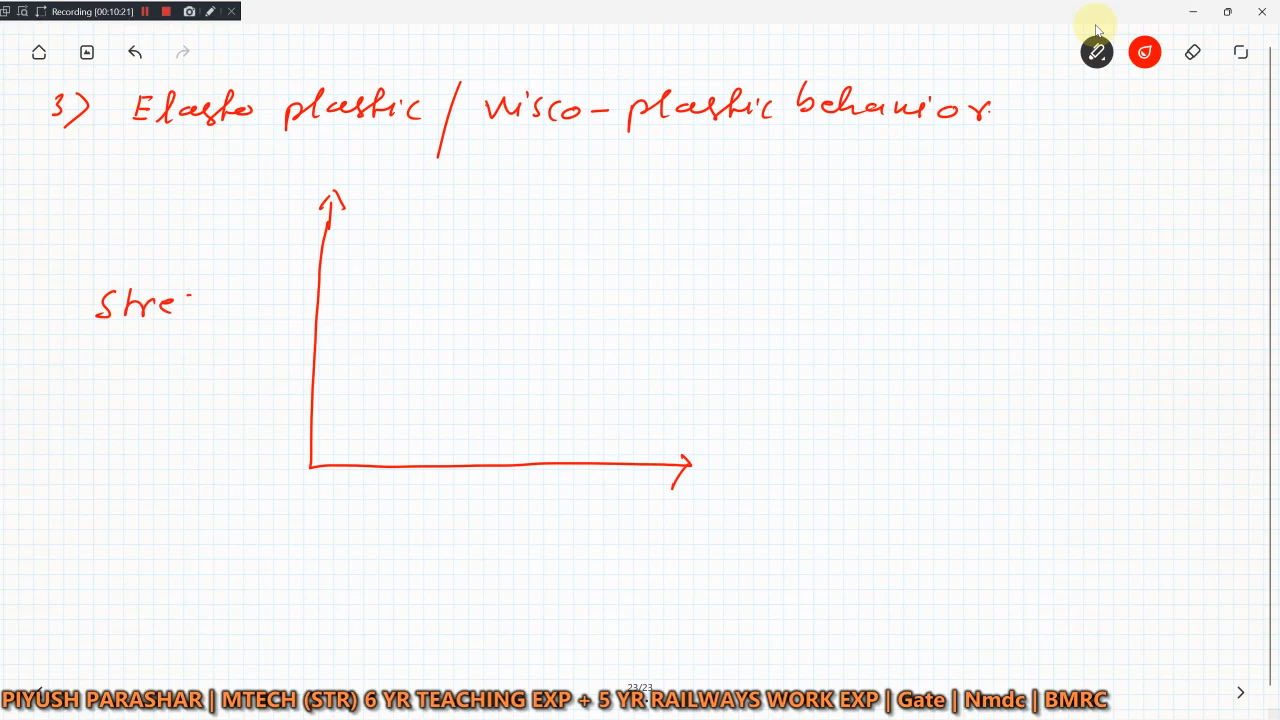 Recording [00:10:21]
3) Elasto plastic / visco-plastic behavior
Stre
23/23
PIYUSH PARASHAR | MTECH (STR) 6 YR TEACHING EXP + 5 YR RAILWAYS WORK EXP | Gate | Nmdc | BMRC